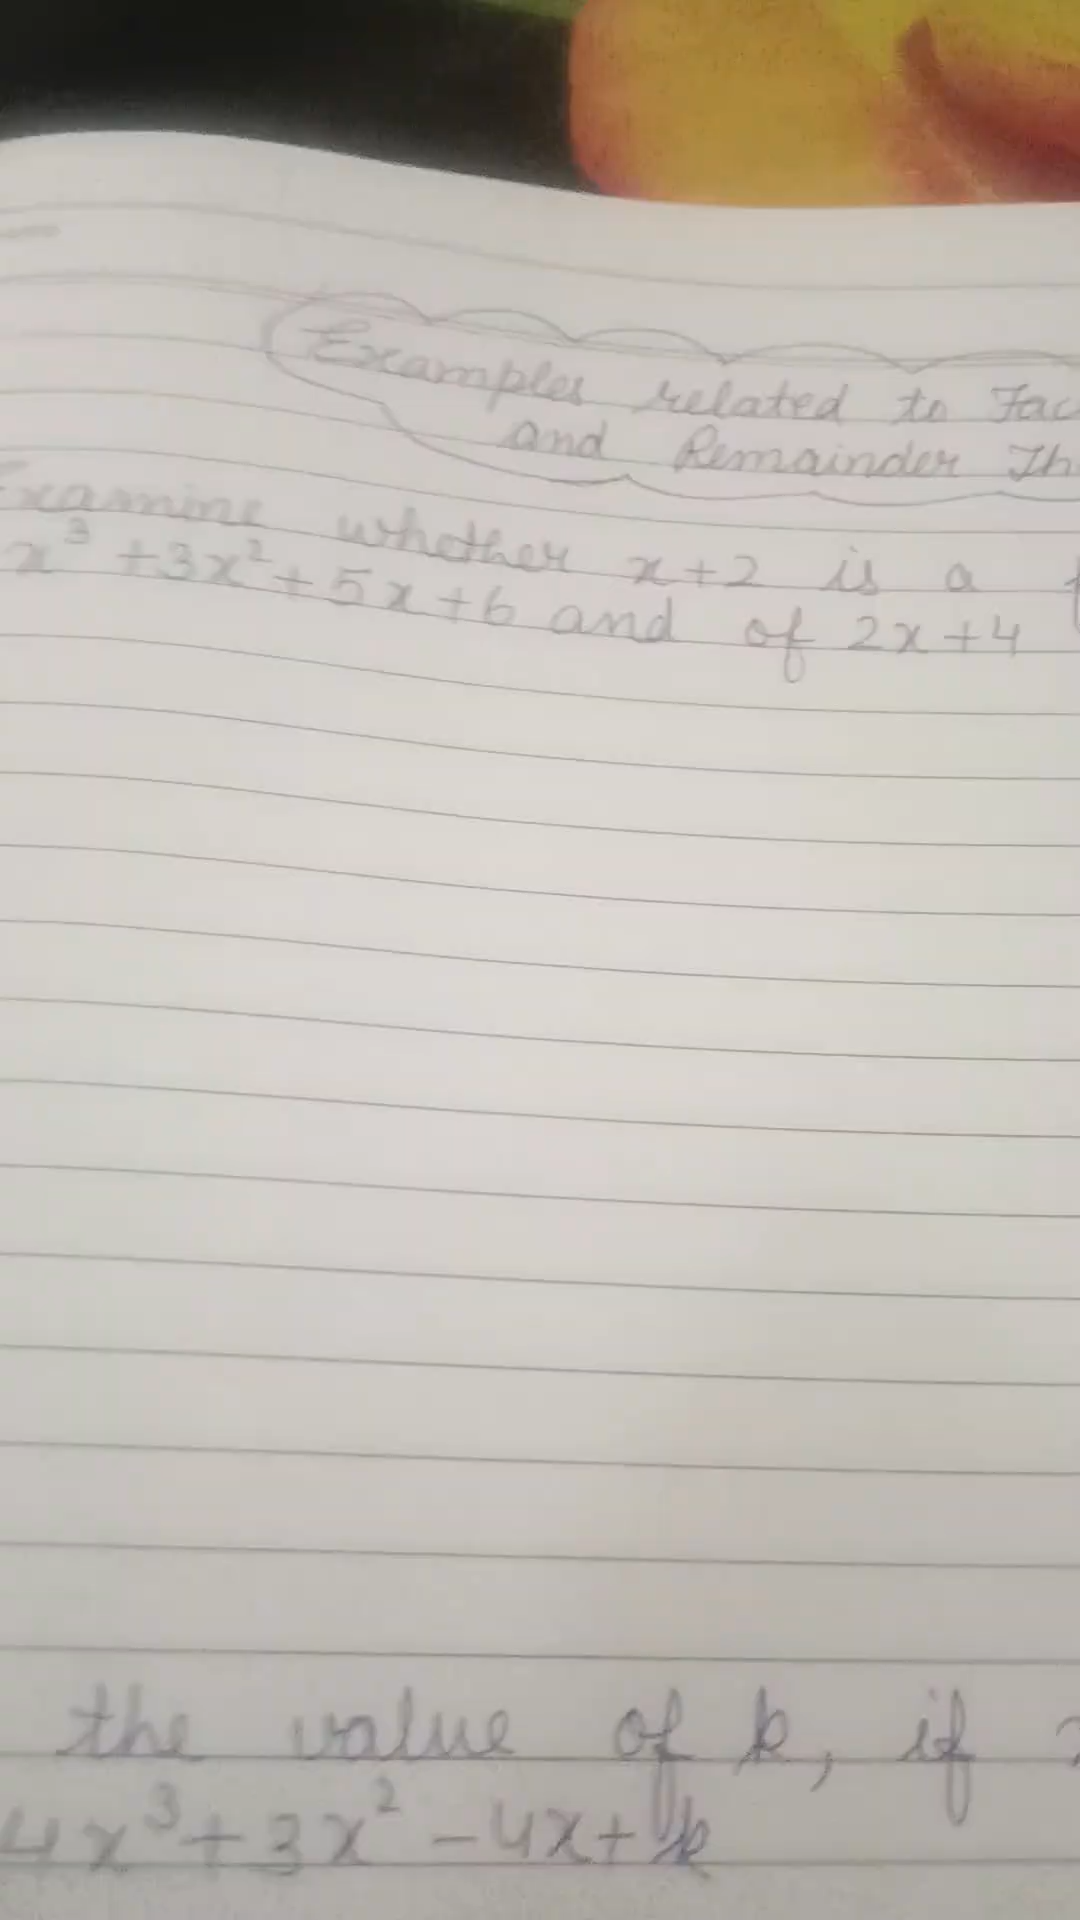 Examples related to Fac
and Remainder Th
Examine whether x+2 is a f
x³ +3x²+5x+6 and of 2x+4
the value of k, if
4x³+3x²-4x+k